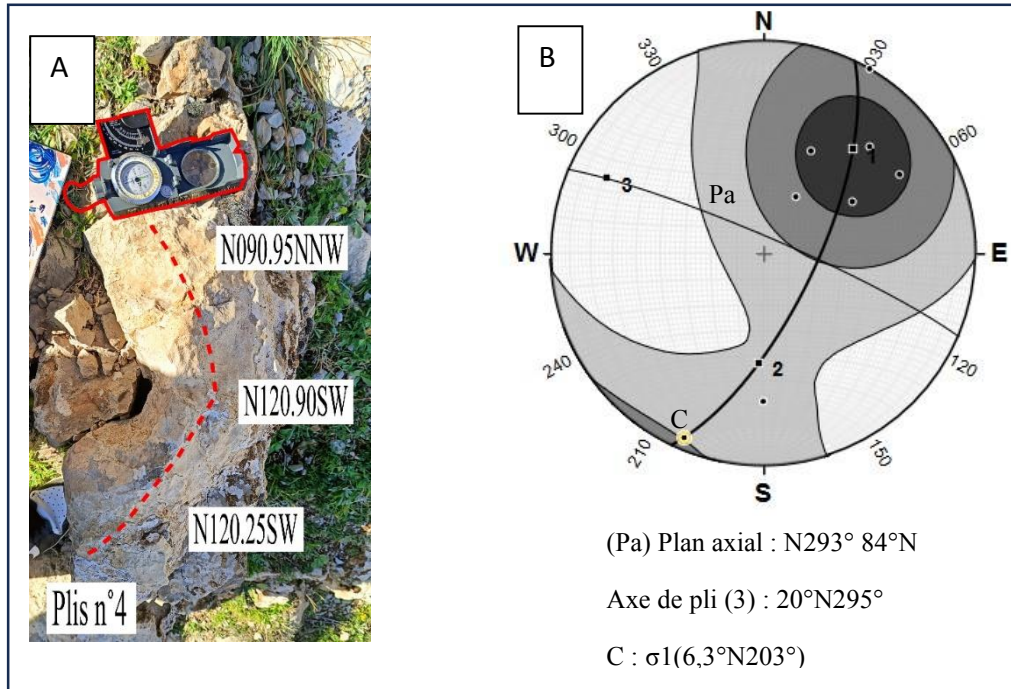 A
N090.95NNW
N120.90SW
N120.25SW
Plis n°4
B
N
330
030
300
060
3
1
Pa
W
E
240
2
120
C
210
150
S
(Pa) Plan axial : N293° 84°N
Axe de pli (3) : 20°N295°
C : σ1(6,3°N203°)